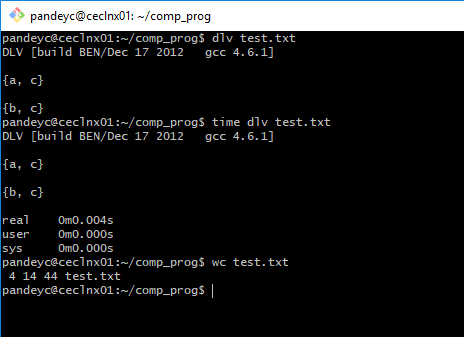 pandeyc@ceclnx01: ~/comp_prog
pandeyc@ceclnx01:~/comp_prog$ dlv test.txt
DLV [build BEN/Dec 17 2012   gcc 4.6.1]
{a, c}
{b, c}
pandeyc@ceclnx01:~/comp_prog$ time dlv test.txt
DLV [build BEN/Dec 17 2012   gcc 4.6.1]
{a, c}
{b, c}
real    0m0.004s
user    0m0.000s
sys     0m0.000s
pandeyc@ceclnx01:~/comp_prog$ wc test.txt
 4 14 44 test.txt
pandeyc@ceclnx01:~/comp_prog$